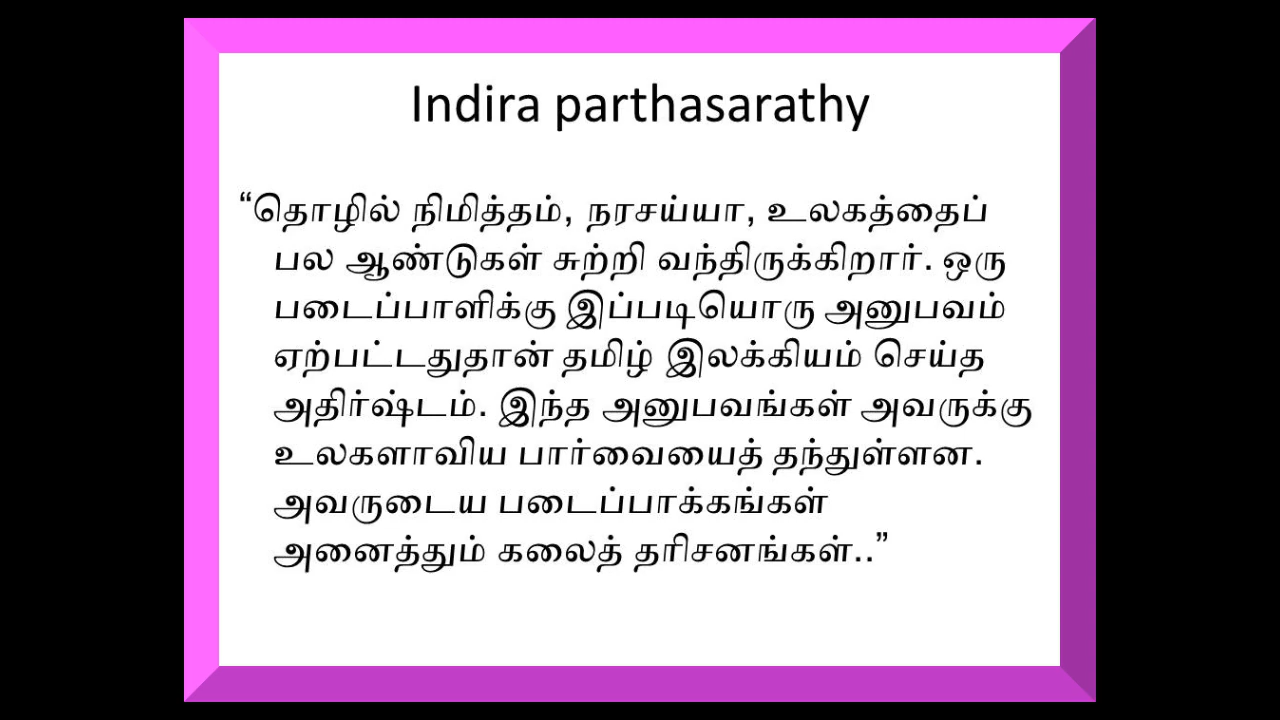 Indira parthasarathy
“தொழில் நிமித்தம், நரசய்யா, உலகத்தைப்
பல ஆண்டுகள் சுற்றி வந்திருக்கிறார். ஒரு
படைப்பாளிக்கு இப்படியொரு அனுபவம்
ஏற்பட்டதுதான் தமிழ் இலக்கியம் செய்த
அதிர்ஷ்டம். இந்த அனுபவங்கள் அவருக்கு
உலகளாவிய பார்வையைத் தந்துள்ளன.
அவருடைய படைப்பாக்கங்கள்
அனைத்தும் கலைத் தரிசனங்கள்..”